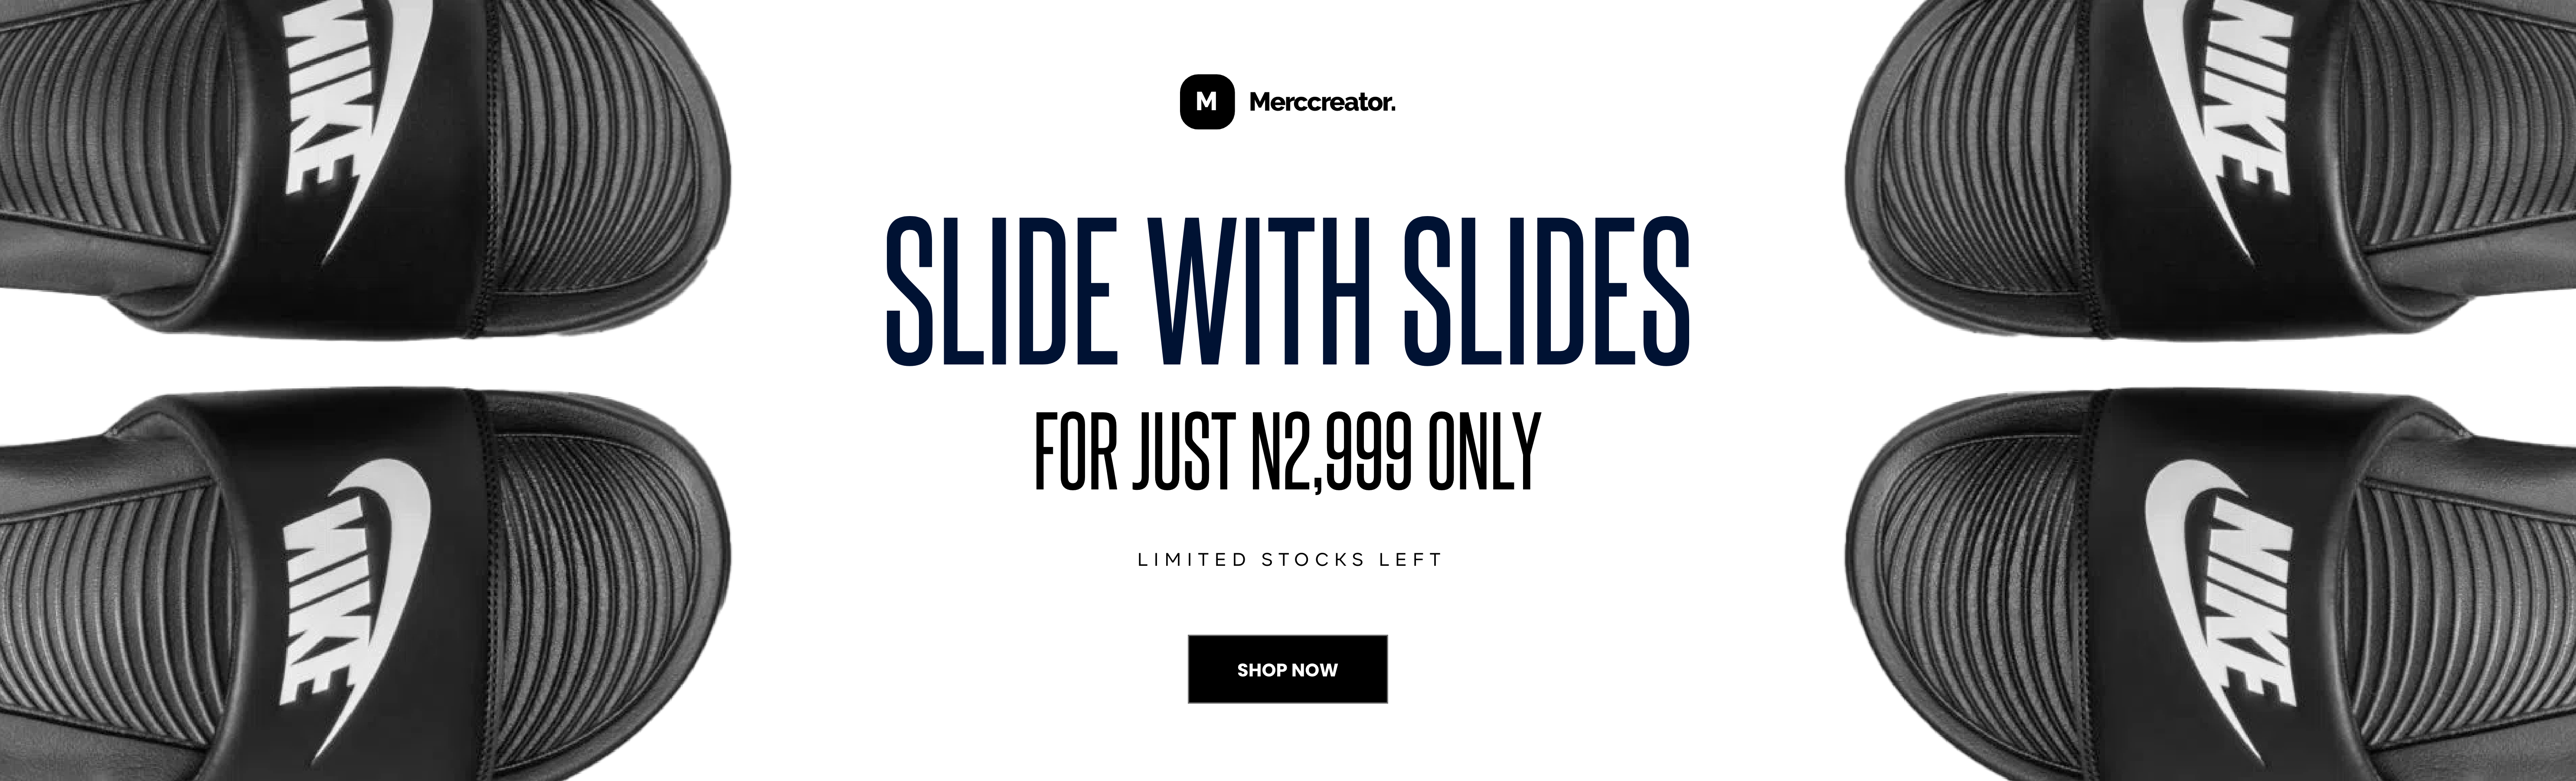 M Merccreator.
SLIDE WITH SLIDES
FOR JUST N2,999 ONLY
LIMITED STOCKS LEFT
SHOP NOW
NIKE
NIKE
NIKE
NIKE